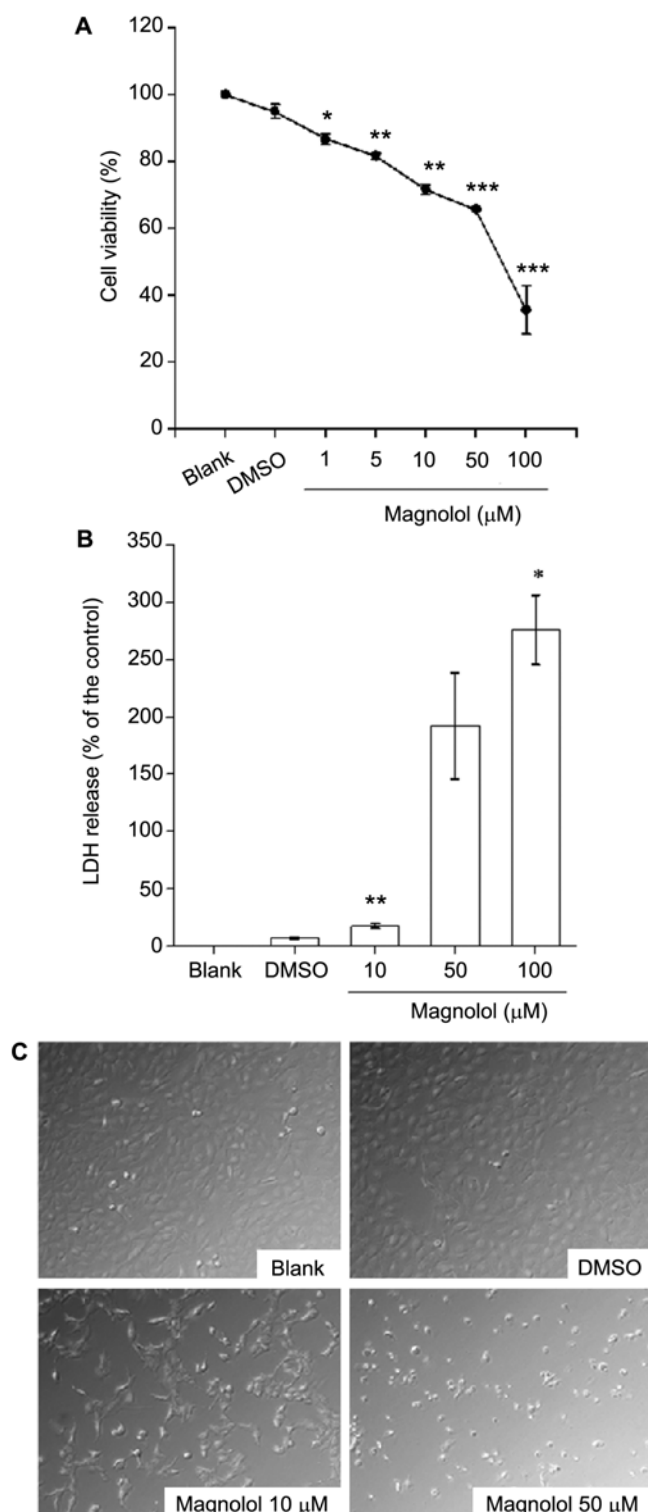 A
120
100
80
60
40
20
0
Cell viability (%)
*
**
**
***
***
Blank
DMSO
1 5 10 50 100
Magnolol (μM)
B
350
300
250
200
150
100
50
0
LDH release (% of the control)
**
*
Blank DMSO 10 50 100
Magnolol (μM)
C
Blank
DMSO
Magnolol 10 μM
Magnolol 50 μM